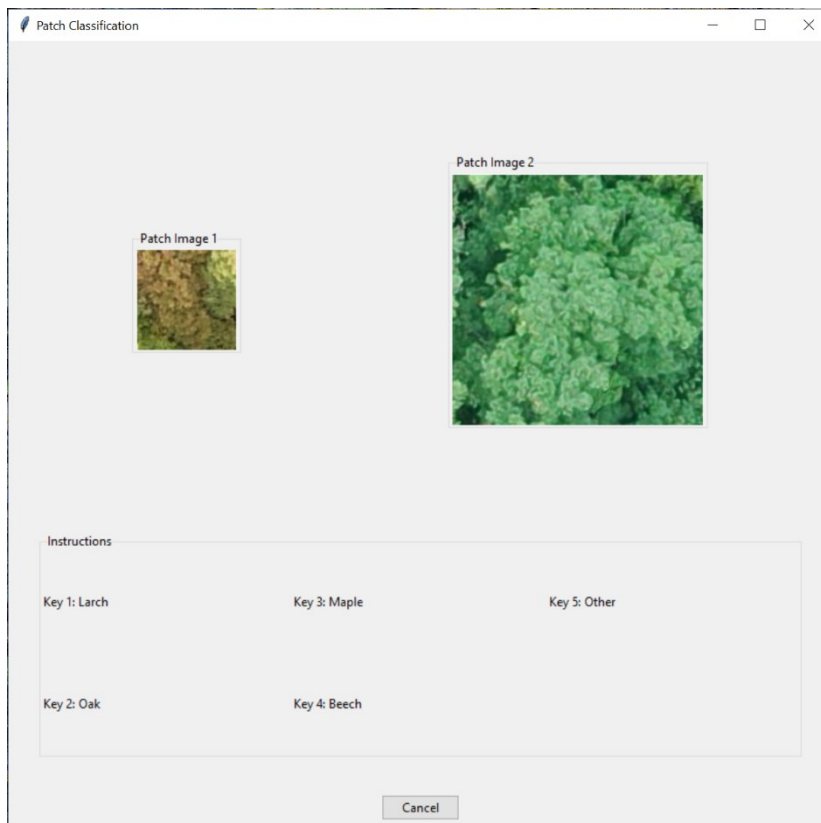 Patch Classification
Patch Image 1
Patch Image 2
Instructions
Key 1: Larch
Key 3: Maple
Key 5: Other
Key 2: Oak
Key 4: Beech
Cancel